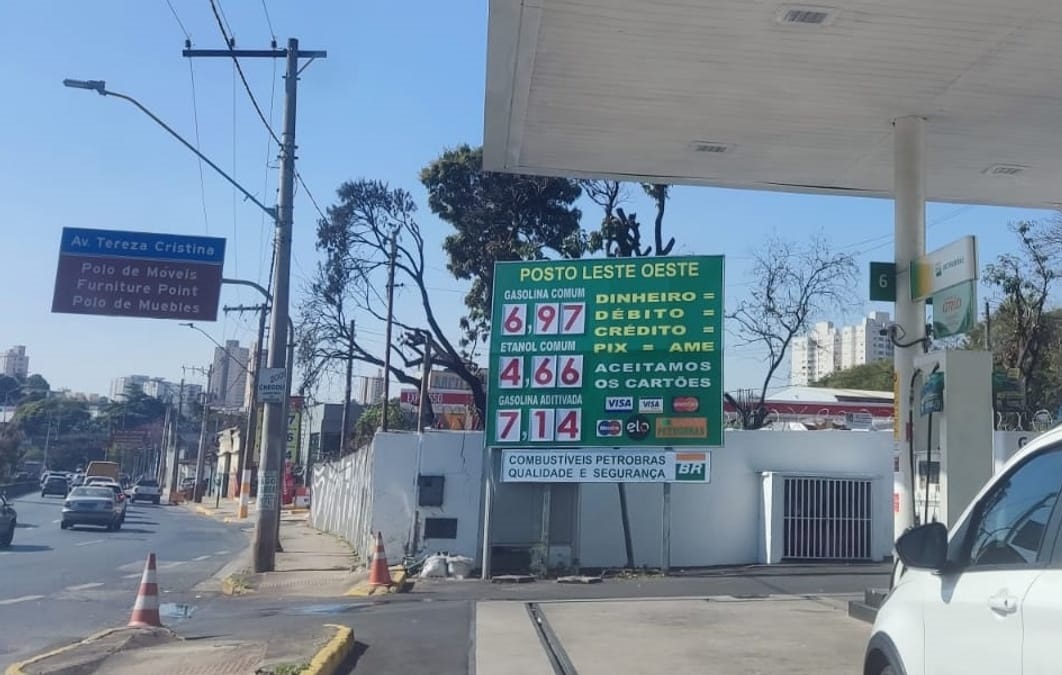 Av. Tereza Cristina
Polo de Móveis
Furniture Point
Polo de Muebles
POSTO LESTE OESTE
GASOLINA COMUM
6,97
ETANOL COMUM
4,66
GASOLINA ADITIVADA
7,14
DINHEIRO =
DÉBITO =
CRÉDITO =
PIX = AME
ACEITAMOS
OS CARTÕES
VISA
VISA
elo
PETROBRAS
COMBUSTÍVEIS PETROBRAS
QUALIDADE E SEGURANÇA
BR
6
CHEGOU